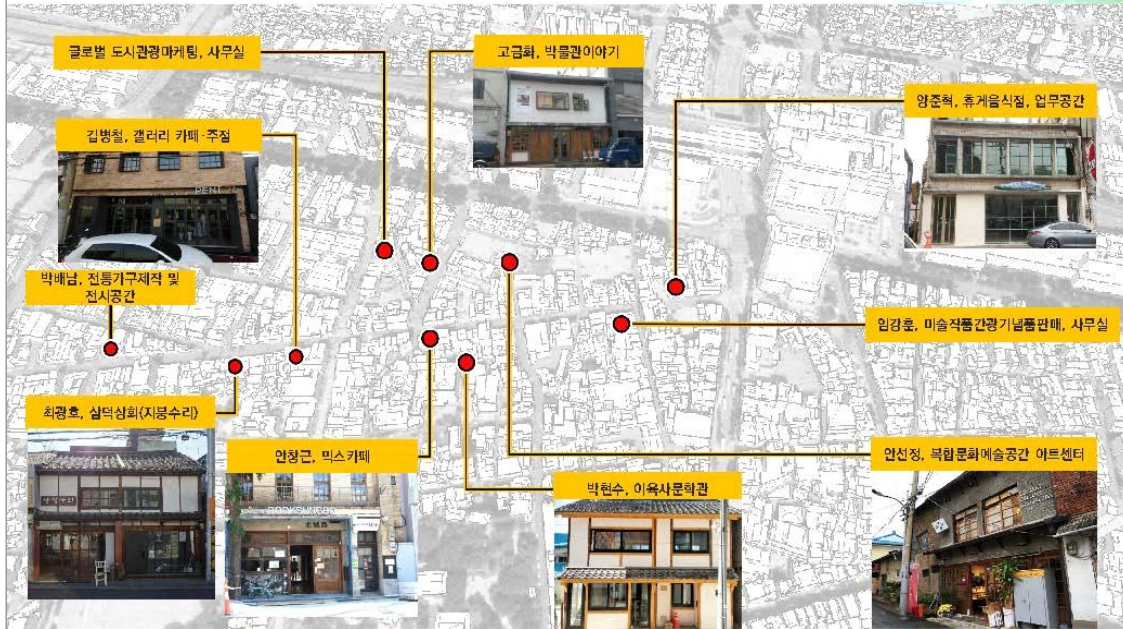 글로벌 도시관광마케팅, 사무실
고금화, 박물관이야기
양준혁, 휴게음식점, 업무공간
김병철, 갤러리 카페·주점
박배남, 전통가구제작 및
전시공간
임강훈, 미술작품간광기념품판매, 사무실
최광호, 삼덕상회(지붕수리)
안창근, 믹스카페
안선정, 복합문화예술공간 아트센터
박현수, 이육사문학관
BOOKSUNGRO